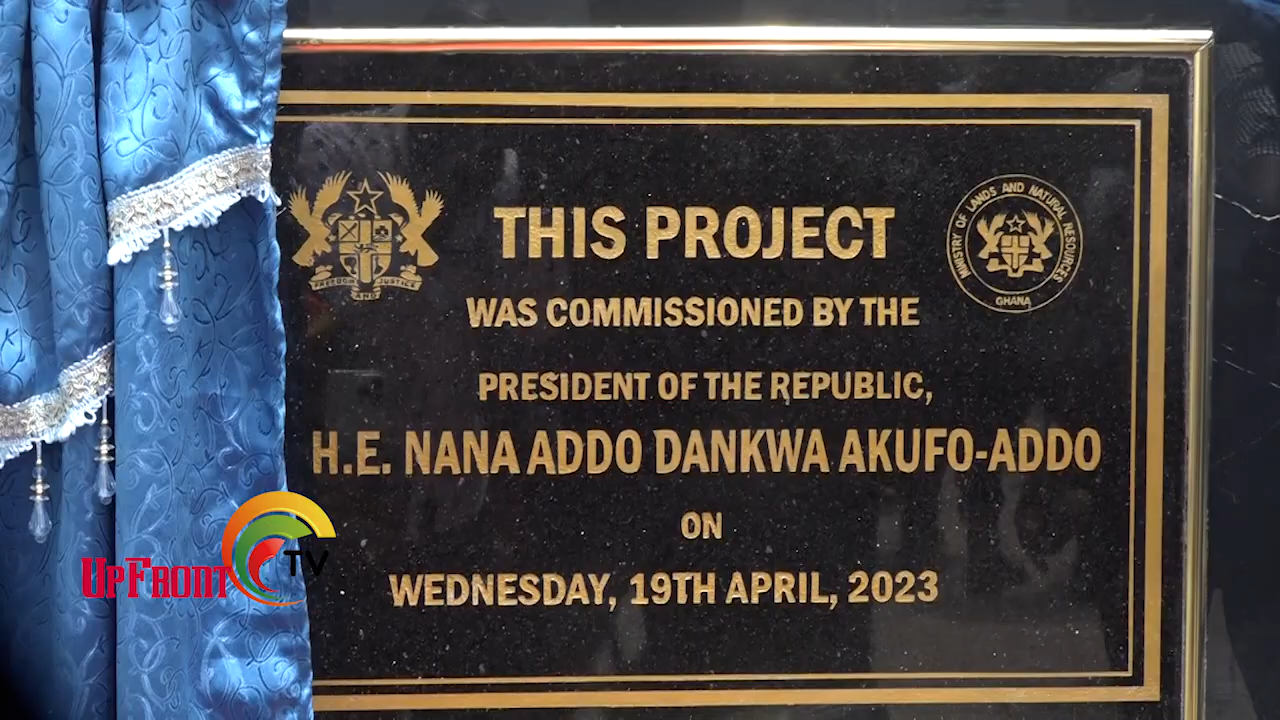 THIS PROJECT
WAS COMMISSIONED BY THE
PRESIDENT OF THE REPUBLIC,
H.E. NANA ADDO DANKWA AKUFO-ADDO
ON
WEDNESDAY, 19TH APRIL, 2023
FREEDOM AND JUSTICE
MINISTRY OF LANDS AND NATURAL RESOURCES
GHANA
UPFRONT TV